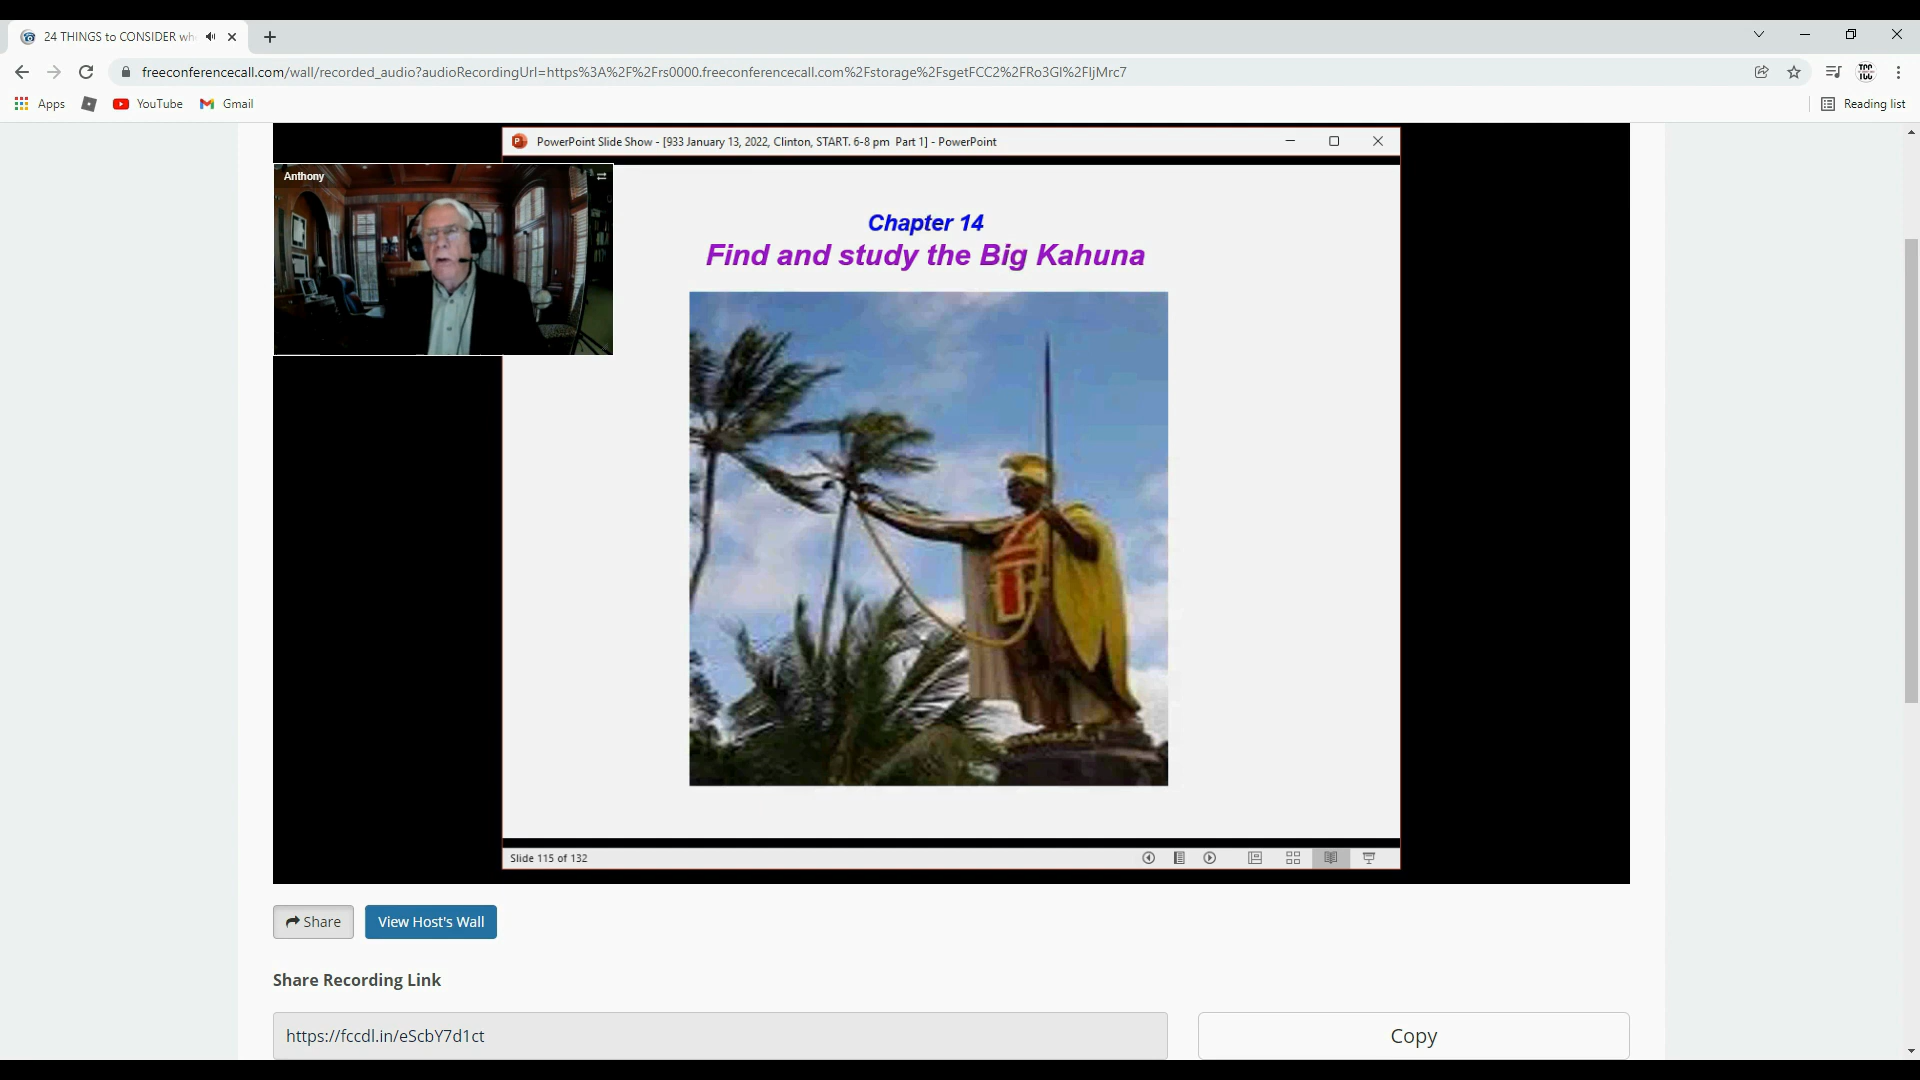 24 THINGS to CONSIDER wh
freeconferencecall.com/wall/recorded_audio?audioRecordingUrl=https%3A%2F%2Frs0000.freeconferencecall.com%2Fstorage%2FsgetFCC2%2FRo3Gl%2FIjMrc7
Apps
YouTube
Gmail
Reading list
PowerPoint Slide Show - [933 January 13, 2022, Clinton, START. 6-8 pm Part 1] - PowerPoint
Anthony
Chapter 14
Find and study the Big Kahuna
Slide 115 of 132
Share
View Host's Wall
Share Recording Link
https://fccdl.in/eScbY7d1ct
Copy